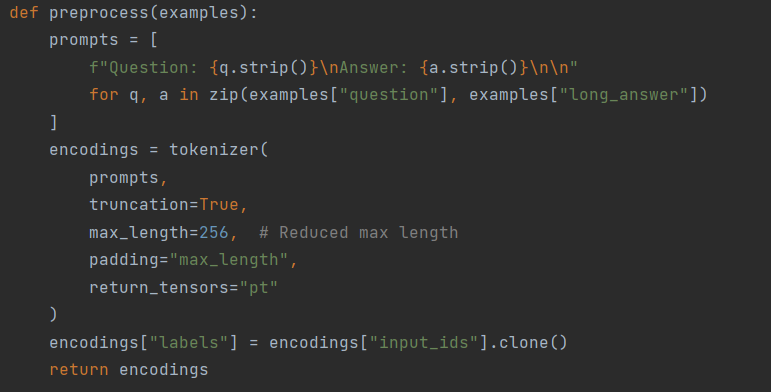 def preprocess(examples):
    prompts = [
        f"Question: {q.strip()}\nAnswer: {a.strip()}\n\n"
        for q, a in zip(examples["question"], examples["long_answer"])
    ]
    encodings = tokenizer(
        prompts,
        truncation=True,
        max_length=256,  # Reduced max length
        padding="max_length",
        return_tensors="pt"
    )
    encodings["labels"] = encodings["input_ids"].clone()
    return encodings